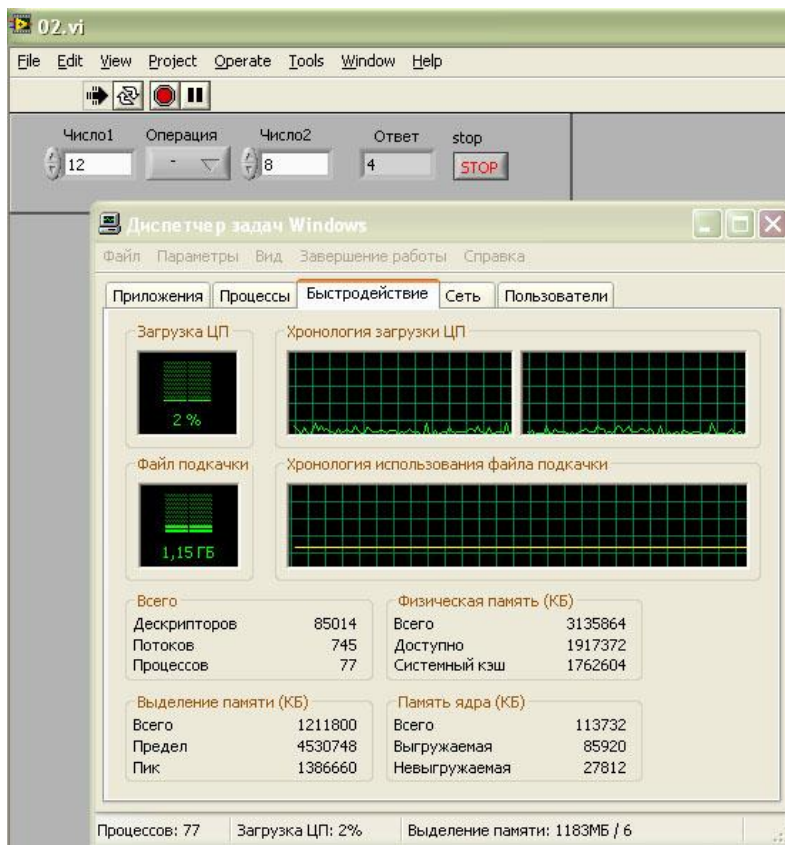 02.vi
File Edit View Project Operate Tools Window Help
Число1 Операция Число2 Ответ stop
12 - 8 4 STOP
Диспетчер задач Windows
Файл Параметры Вид Завершение работы Справка
Приложения Процессы Быстродействие Сеть Пользователи
Загрузка ЦП Хронология загрузки ЦП
2 %
Файл подкачки Хронология использования файла подкачки
1,15 ГБ
Всего Физическая память (КБ)
Дескрипторов 85014 Всего 3135864
Потоков 745 Доступно 1917372
Процессов 77 Системный кэш 1762604
Выделение памяти (КБ) Память ядра (КБ)
Всего 1211800 Всего 113732
Предел 4530748 Выгружаемая 85920
Пик 1386660 Невыгружаемая 27812
Процессов: 77 Загрузка ЦП: 2% Выделение памяти: 1183МБ / 6